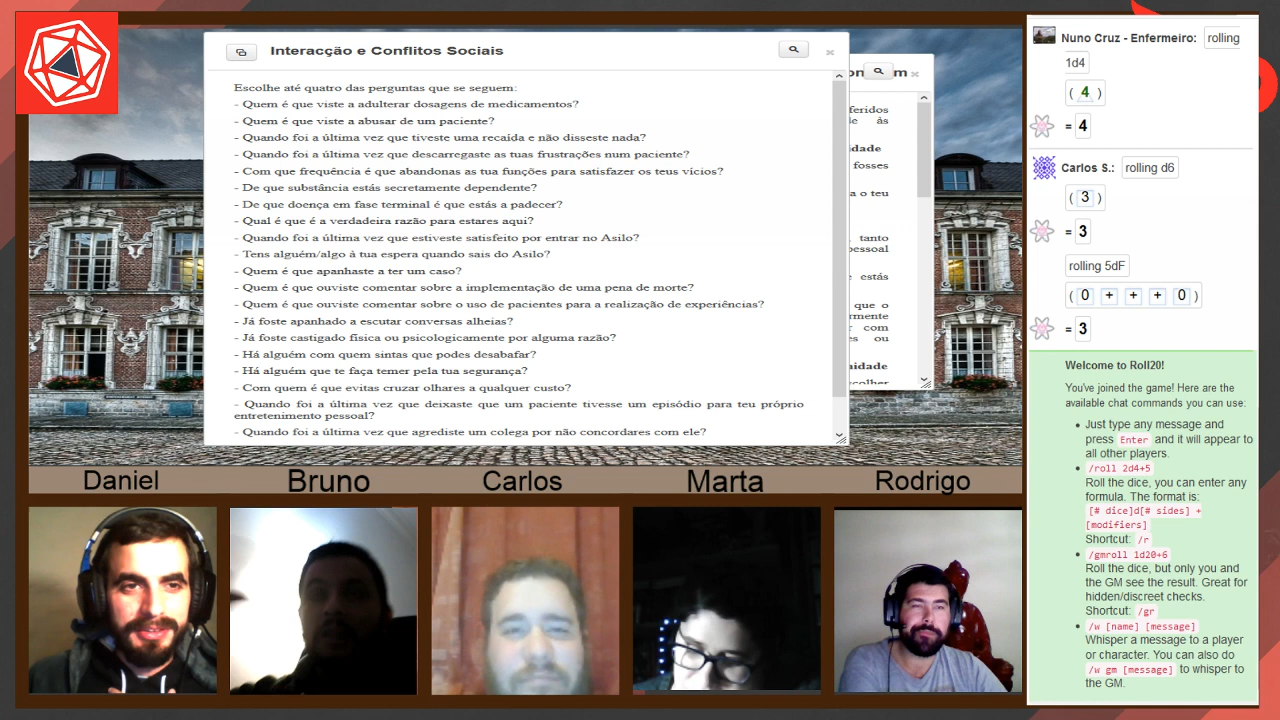 Interacção e Conflitos Sociais
Escolhe até quatro das perguntas que se seguem:
- Quem é que viste a adulterar dosagens de medicamentos?
- Quem é que viste a abusar de um paciente?
- Quando foi a última vez que tiveste uma recaída e não disseste nada?
- Quando foi a última vez que descarregaste as tuas frustrações num paciente?
- Com que frequência é que abandonas as tua funções para satisfazer os teus vícios?
- De que substância estás secretamente dependente?
- De que doença em fase terminal é que estás a padecer?
- Qual é que é a verdadeira razão para estares aqui?
- Quando foi a última vez que estiveste satisfeito por entrar no Asilo?
- Tens alguém/algo à tua espera quando sais do Asilo?
- Quem é que apanhaste a ter um caso?
- Quem é que ouviste comentar sobre a implementação de uma pena de morte?
- Quem é que ouviste comentar sobre o uso de pacientes para a realização de experiências?
- Já foste apanhado a escutar conversas alheias?
- Já foste castigado física ou psicologicamente por alguma razão?
- Há alguém com quem sintas que podes desabafar?
- Há alguém que te faça temer pela tua segurança?
- Com quem é que evitas cruzar olhares a qualquer custo?
- Quando foi a última vez que deixaste que um paciente tivesse um episódio para teu próprio
entretenimento pessoal?
- Quando foi a última vez que agrediste um colega por não concordares com ele?
feridos
e às
idade
fosses
a o teu
tanto
pessoal
estás
que o
rmente
r com
s ou
idade
Daniel
Bruno
Carlos
Marta
Rodrigo
Nuno Cruz - Enfermeiro: rolling
1d4
( 4 )
= 4
Carlos S.: rolling d6
( 3 )
= 3
rolling 5dF
( 0 + + + 0 )
= 3
Welcome to Roll20!
You've joined the game! Here are the
available chat commands you can use:
• Just type any message and
press Enter and it will appear to
all other players.
• /roll 2d4+5
Roll the dice, you can enter any
formula. The format is:
[# dice]d[# sides] +
[modifiers]
Shortcut: /r
• /gmroll 1d20+6
Roll the dice, but only you and
the GM see the result. Great for
hidden/discreet checks.
Shortcut: /gr
• /w [name] [message]
Whisper a message to a player
or character. You can also do
/w gm [message] to whisper to
the GM.